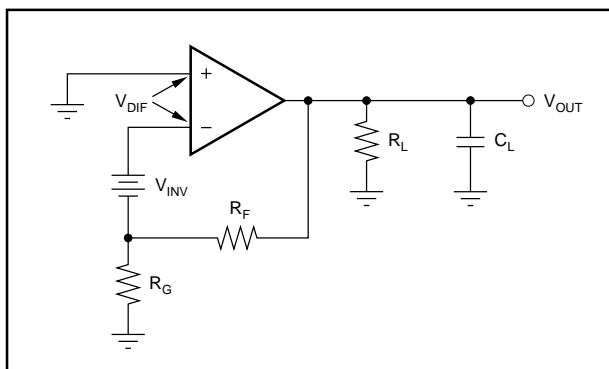 +
V_DIF
−
V_OUT
R_L
C_L
V_INV
R_F
R_G